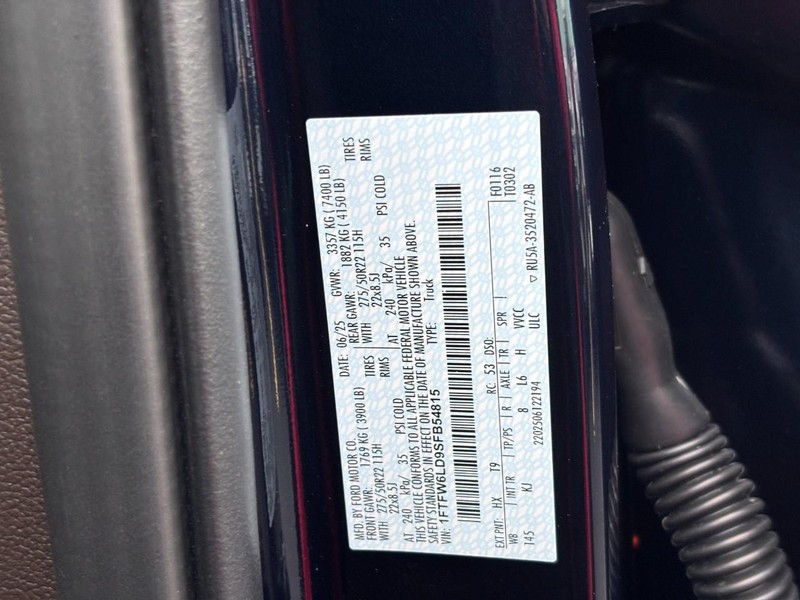 MFD. BY FORD MOTOR CO.
DATE: 06/25 GVWR: 3357 KG ( 7400 LB)
FRONT GAWR: 1769 KG ( 3900 LB) REAR GAWR: 1882 KG ( 4150 LB)
WITH 275/50R22 115H TIRES WITH 275/50R22 115H TIRES
22x8.5J RIMS 22x8.5J RIMS
AT 240 kPa/ 35 PSI COLD AT 240 kPa/ 35 PSI COLD
THIS VEHICLE CONFORMS TO ALL APPLICABLE FEDERAL MOTOR VEHICLE
SAFETY STANDARDS IN EFFECT ON THE DATE OF MANUFACTURE SHOWN ABOVE.
VIN: 1FTFW6LD9SFB54815 TYPE: Truck
F0116
T0302
EXT PNT: HX T9 RC: 53 DSO:
WB INT TR TP/PS R AXLE TR SPR
145 KJ 8 L6 H VVCC
2202506122194 ULC ▽ RU5A-3520472-AB